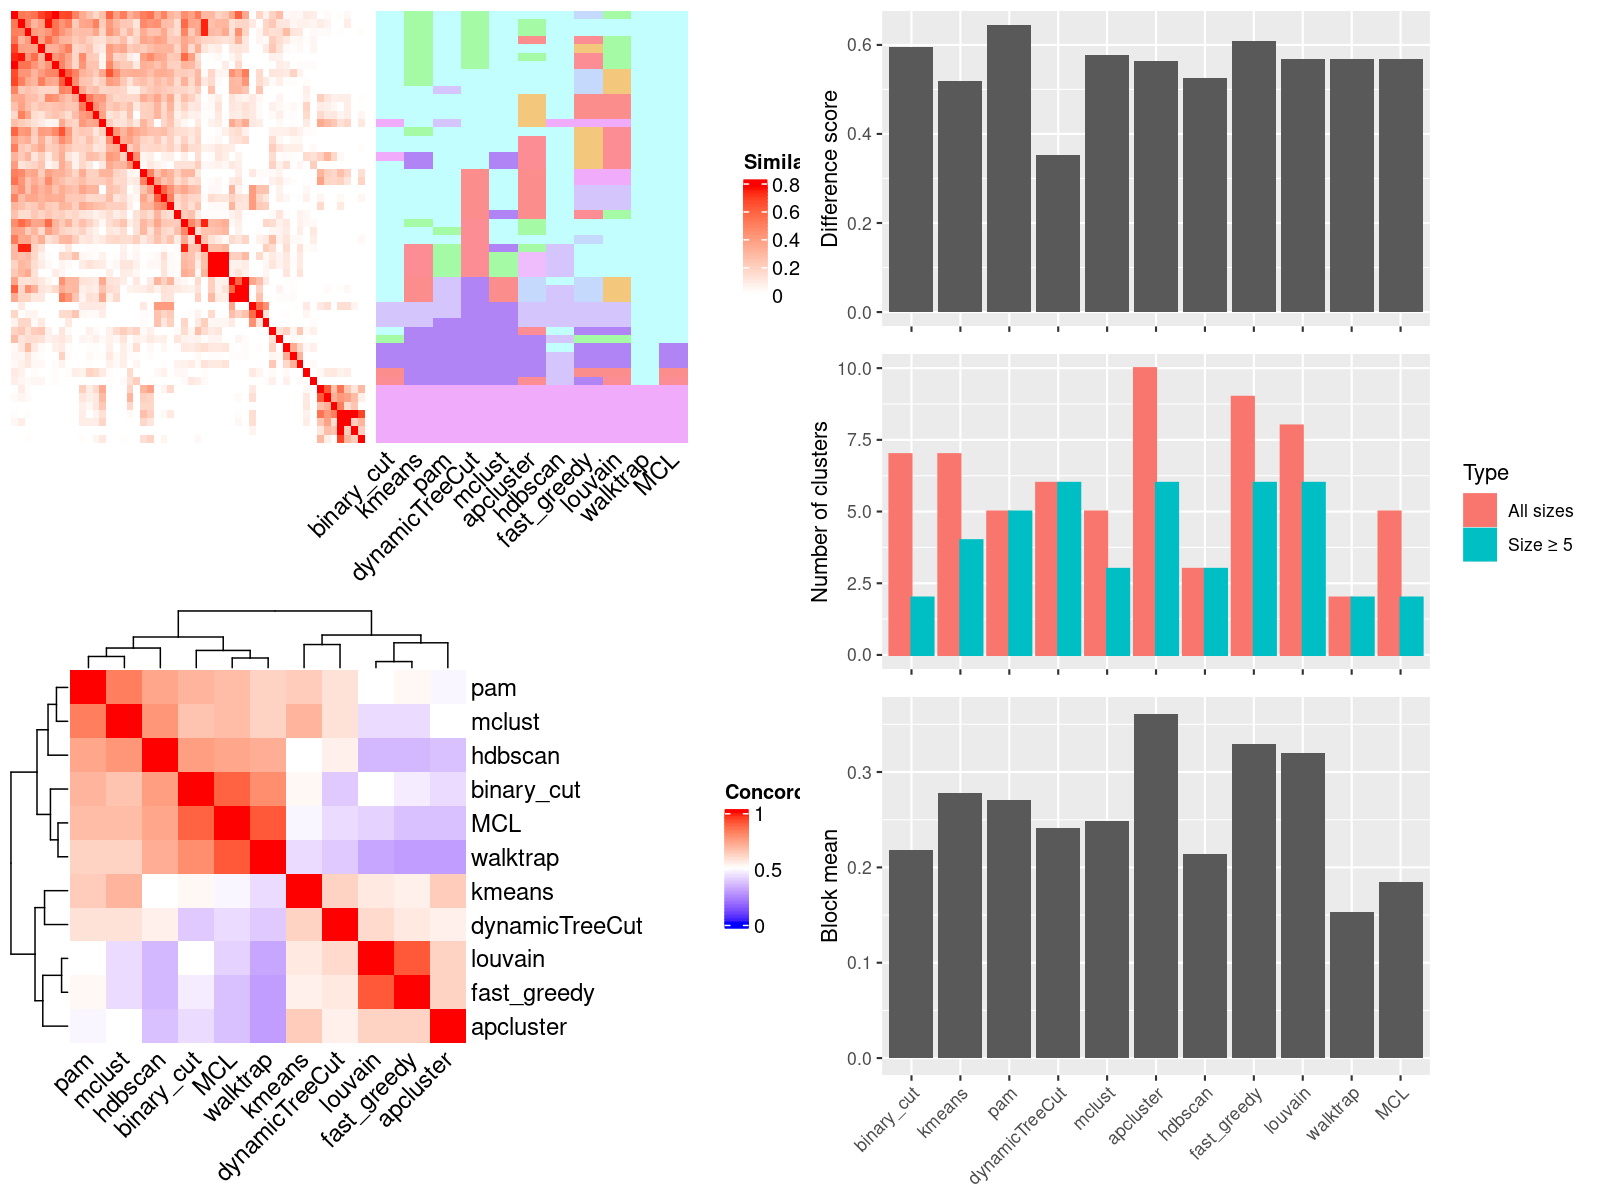 Simila
0.8
0.6
0.4
0.2
0
binary_cut
kmeans
pam
dynamicTreeCut
mclust
apcluster
hdbscan
fast_greedy
louvain
walktrap
MCL
pam
mclust
hdbscan
binary_cut
MCL
walktrap
kmeans
dynamicTreeCut
louvain
fast_greedy
apcluster
pam
mclust
hdbscan
binary_cut
MCL
walktrap
kmeans
dynamicTreeCut
louvain
fast_greedy
apcluster
Concord
1
0.5
0
Difference score
0.6
0.4
0.2
0.0
Number of clusters
10.0
7.5
5.0
2.5
0.0
Type
All sizes
Size ≥ 5
Block mean
0.3
0.2
0.1
0.0
binary_cut
kmeans
pam
dynamicTreeCut
mclust
apcluster
hdbscan
fast_greedy
louvain
walktrap
MCL